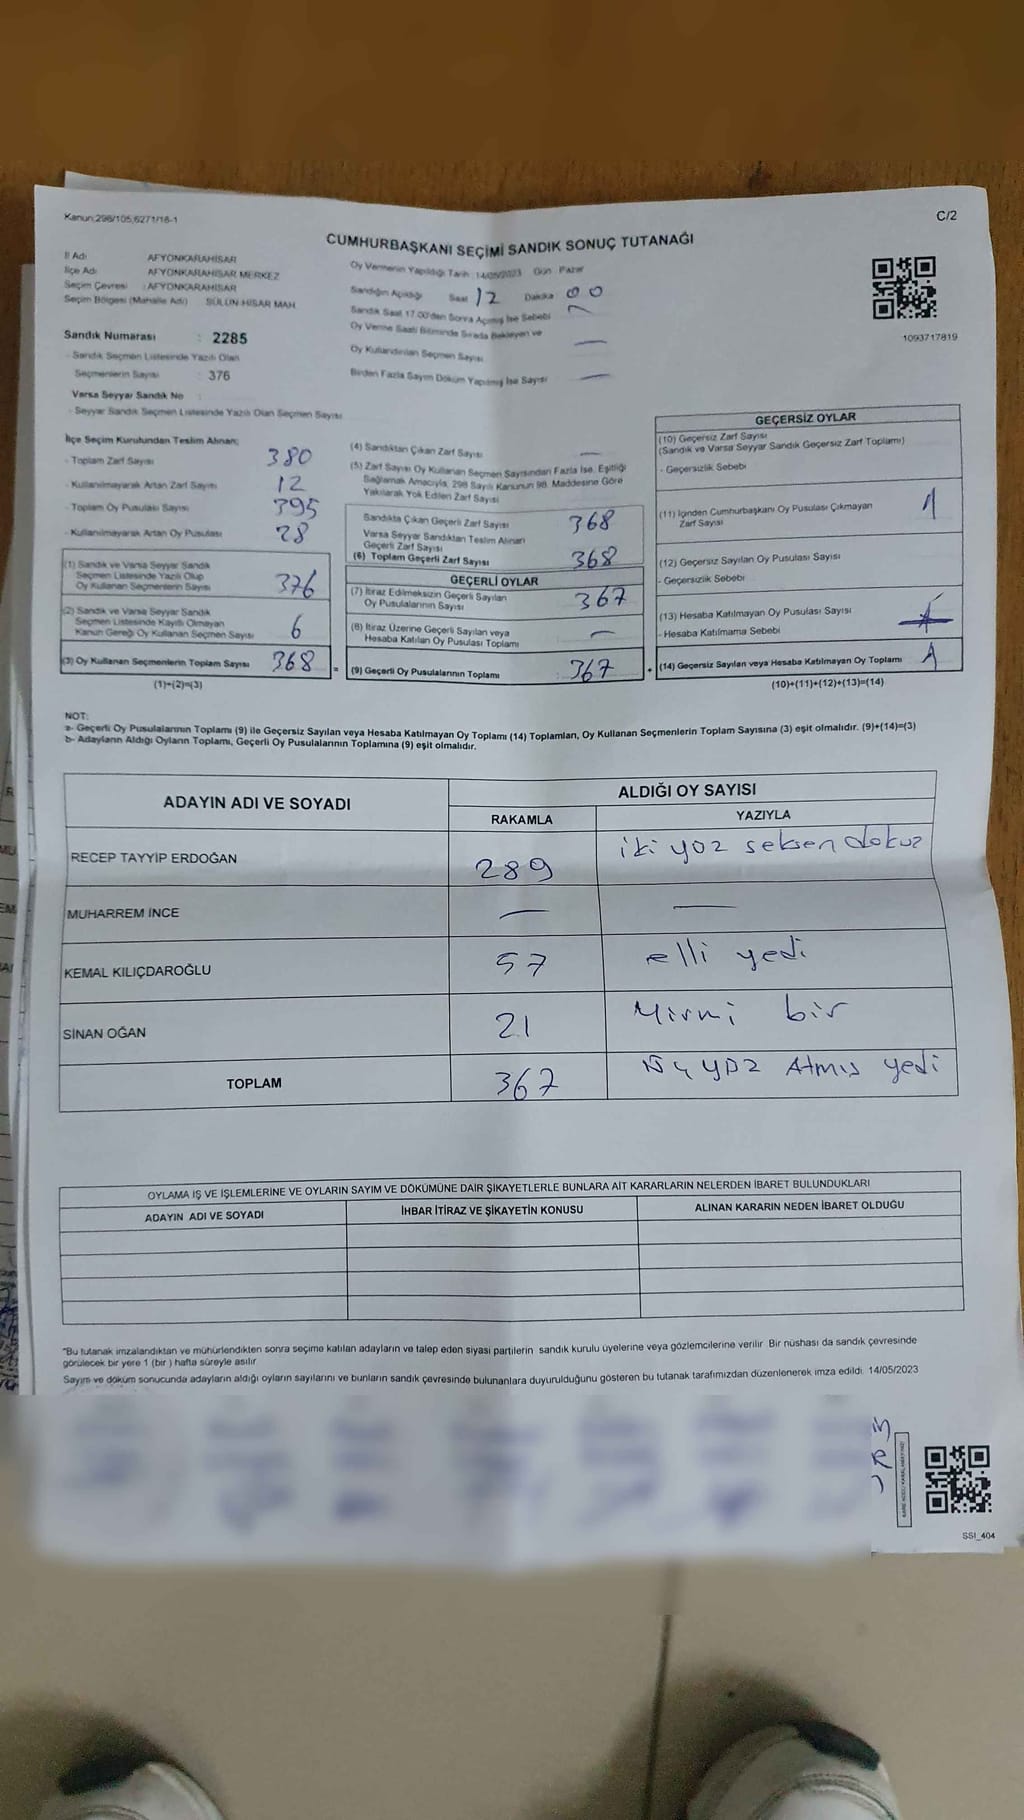 Kanun:298/105,6271/16-1
C/2
CUMHURBAŞKANI SEÇİMİ SANDIK SONUÇ TUTANAĞI
İl Adı AFYONKARAHİSAR
İlçe Adı AFYONKARAHİSAR MERKEZ
Seçim Çevresi : AFYONKARAHİSAR
Seçim Bölgesi (Mahalle Adı) SÜLÜN-HİSAR MAH.
Sandık Numarası : 2285
- Sandık Seçmen Listesinde Yazılı Olan
Seçmenlerin Sayısı : 376
Varsa Seyyar Sandık No :
- Seyyar Sandık Seçmen Listesinde Yazılı Olan Seçmen Sayısı
Oy Vermenin Yapıldığı Tarih : 14/05/2023 Gün : Pazar
Sandığın Açıldığı Saat 12 Dakika 00
Sandık Saat 17.00'den Sonra Açılmış İse Sebebi
Oy Verme Saati Bitiminde Sırada Bekleyen ve
Oy Kullandırılan Seçmen Sayısı —
Birden Fazla Sayım Döküm Yapılmış İse Sayısı —
1093717819
İlçe Seçim Kurulundan Teslim Alınan;
- Toplam Zarf Sayısı 380
- Kullanılmayarak Artan Zarf Sayısı 12
- Toplam Oy Pusulası Sayısı 395
- Kullanılmayarak Artan Oy Pusulası 28
(1) Sandık ve Varsa Seyyar Sandık
Seçmen Listesinde Yazılı Olup
Oy Kullanan Seçmenlerin Sayısı 376
(2) Sandık ve Varsa Seyyar Sandık
Seçmen Listesinde Kayıtlı Olmayan
Kanun Gereği Oy Kullanan Seçmen Sayısı 6
(3) Oy Kullanan Seçmenlerin Toplam Sayısı 368 =
(1)+(2)=(3)
(4) Sandıktan Çıkan Zarf Sayısı —
(5) Zarf Sayısı Oy Kullanan Seçmen Sayısından Fazla İse, Eşitliği
Sağlamak Amacıyla, 298 Sayılı Kanunun 98. Maddesine Göre
Yakılarak Yok Edilen Zarf Sayısı
Sandıkta Çıkan Geçerli Zarf Sayısı 368
Varsa Seyyar Sandıktan Teslim Alınan
Geçerli Zarf Sayısı
(6) Toplam Geçerli Zarf Sayısı 368
GEÇERLİ OYLAR
(7) İtiraz Edilmeksizin Geçerli Sayılan
Oy Pusulalarının Sayısı 367
(8) İtiraz Üzerine Geçerli Sayılan veya
Hesaba Katılan Oy Pusulası Toplamı —
(9) Geçerli Oy Pusulalarının Toplamı 367 +
GEÇERSİZ OYLAR
(10) Geçersiz Zarf Sayısı
(Sandık ve Varsa Seyyar Sandık Geçersiz Zarf Toplamı)
- Geçersizlik Sebebi
(11) İçinden Cumhurbaşkanı Oy Pusulası Çıkmayan
Zarf Sayısı 1
(12) Geçersiz Sayılan Oy Pusulası Sayısı
- Geçersizlik Sebebi
(13) Hesaba Katılmayan Oy Pusulası Sayısı
- Hesaba Katılmama Sebebi
(14) Geçersiz Sayılan veya Hesaba Katılmayan Oy Toplamı 1
(10)+(11)+(12)+(13)=(14)
NOT:
a- Geçerli Oy Pusulalarının Toplamı (9) ile Geçersiz Sayılan veya Hesaba Katılmayan Oy Toplamı (14) Toplamları, Oy Kullanan Seçmenlerin Toplam Sayısına (3) eşit olmalıdır. (9)+(14)=(3)
b- Adayların Aldığı Oyların Toplamı, Geçerli Oy Pusulalarının Toplamına (9) eşit olmalıdır.
ADAYIN ADI VE SOYADI ALDIĞI OY SAYISI
RAKAMLA YAZIYLA
RECEP TAYYİP ERDOĞAN 289 iki yüz seksen dokuz
MUHARREM İNCE — —
KEMAL KILIÇDAROĞLU 57 elli yedi
SİNAN OĞAN 21 Yirmi bir
TOPLAM 367 üç yüz Atmış yedi
OYLAMA İŞ VE İŞLEMLERİNE VE OYLARIN SAYIM VE DÖKÜMÜNE DAİR ŞİKAYETLERLE BUNLARA AİT KARARLARIN NELERDEN İBARET BULUNDUKLARI
ADAYIN ADI VE SOYADI İHBAR İTİRAZ VE ŞİKAYETİN KONUSU ALINAN KARARIN NEDEN İBARET OLDUĞU
"Bu tutanak imzalandıktan ve mühürlendikten sonra seçime katılan adayların ve talep eden siyasi partilerin sandık kurulu üyelerine veya gözlemcilerine verilir. Bir nüshası da sandık çevresinde
görülecek bir yere 1 (bir) hafta süreyle asılır
Sayım ve döküm sonucunda adayların aldığı oyların sayılarını ve bunların sandık çevresinde bulunanlara duyurulduğunu gösteren bu tutanak tarafımızdan düzenlenerek imza edildi. 14/05/2023
SSI_404